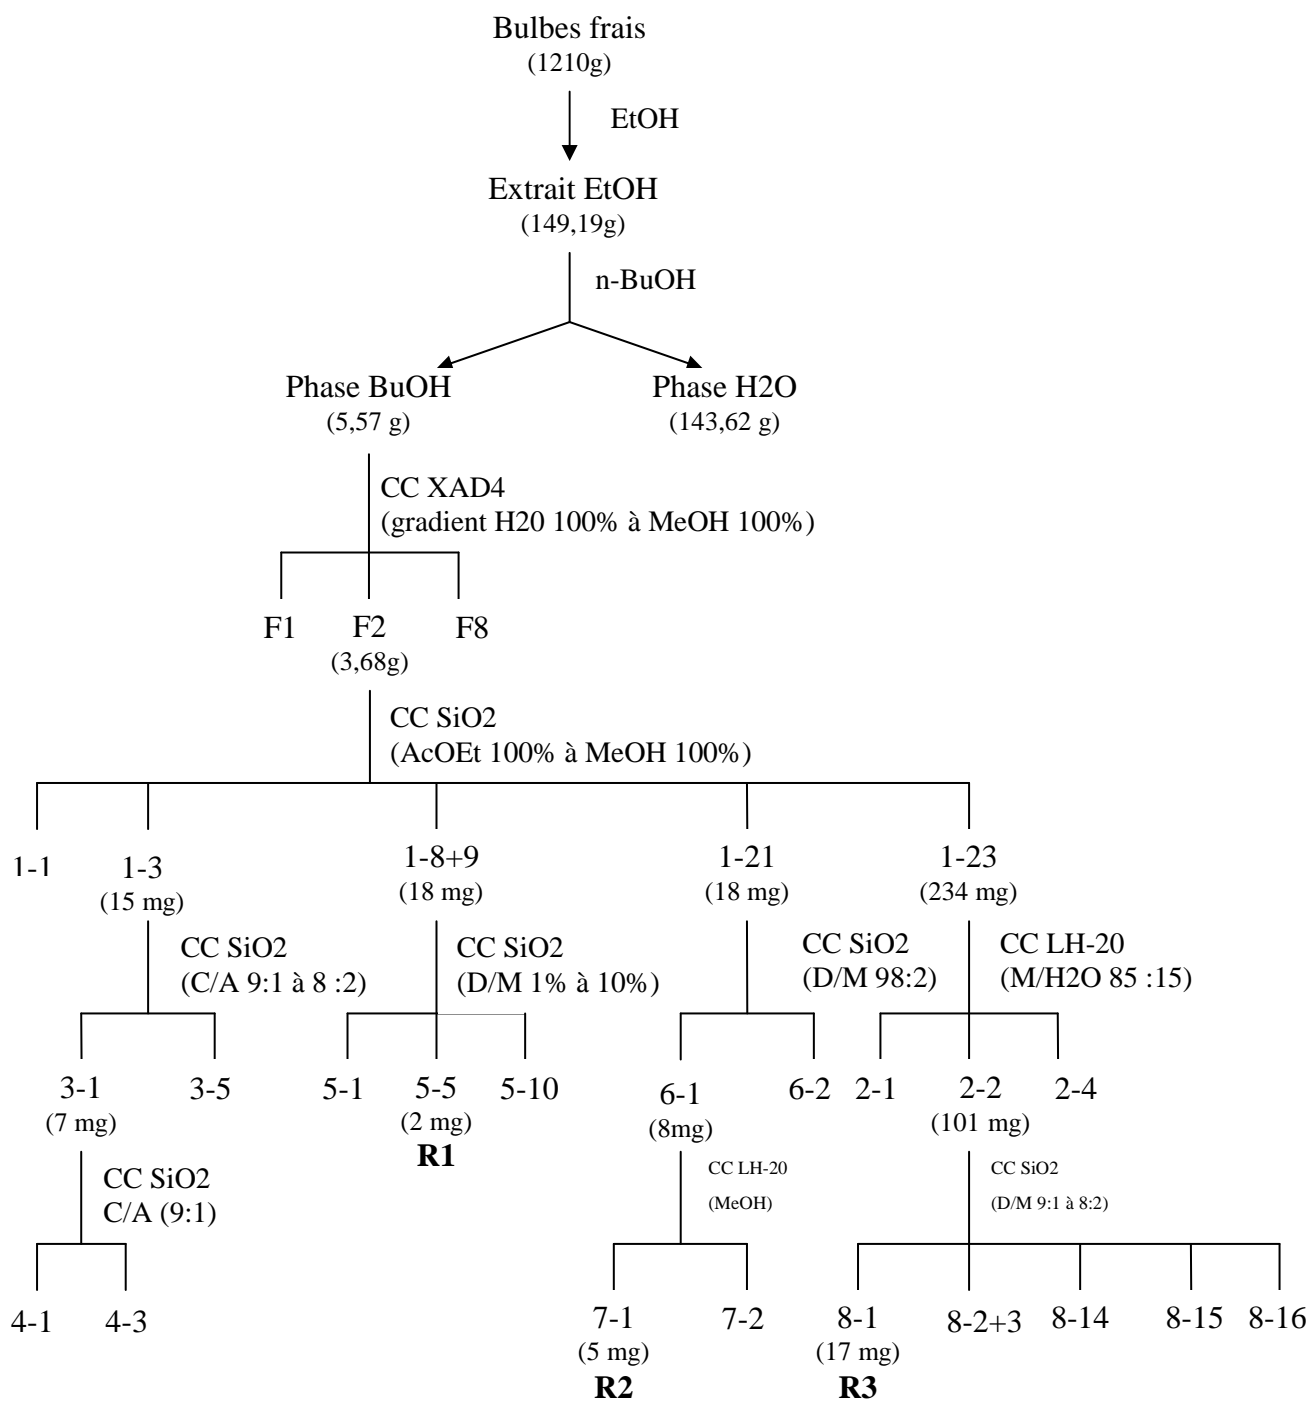 Bulbes frais
(1210g)
EtOH
Extrait EtOH
(149,19g)
n-BuOH
Phase BuOH
(5,57 g)
Phase H2O
(143,62 g)
CC XAD4
(gradient H20 100% à MeOH 100%)
F1
F2
F8
(3,68g)
CC SiO2
(AcOEt 100% à MeOH 100%)
1-1
1-3
(15 mg)
1-8+9
(18 mg)
1-21
(18 mg)
1-23
(234 mg)
CC SiO2
(C/A 9:1 à 8 :2)
CC SiO2
(D/M 1% à 10%)
CC SiO2
(D/M 98:2)
CC LH-20
(M/H2O 85 :15)
3-1
(7 mg)
3-5
5-1
5-5
(2 mg)
R1
5-10
6-1
(8mg)
6-2
2-1
2-2
(101 mg)
2-4
CC SiO2
C/A (9:1)
CC LH-20
(MeOH)
CC SiO2
(D/M 9:1 à 8:2)
4-1
4-3
7-1
(5 mg)
R2
7-2
8-1
(17 mg)
R3
8-2+3
8-14
8-15
8-16